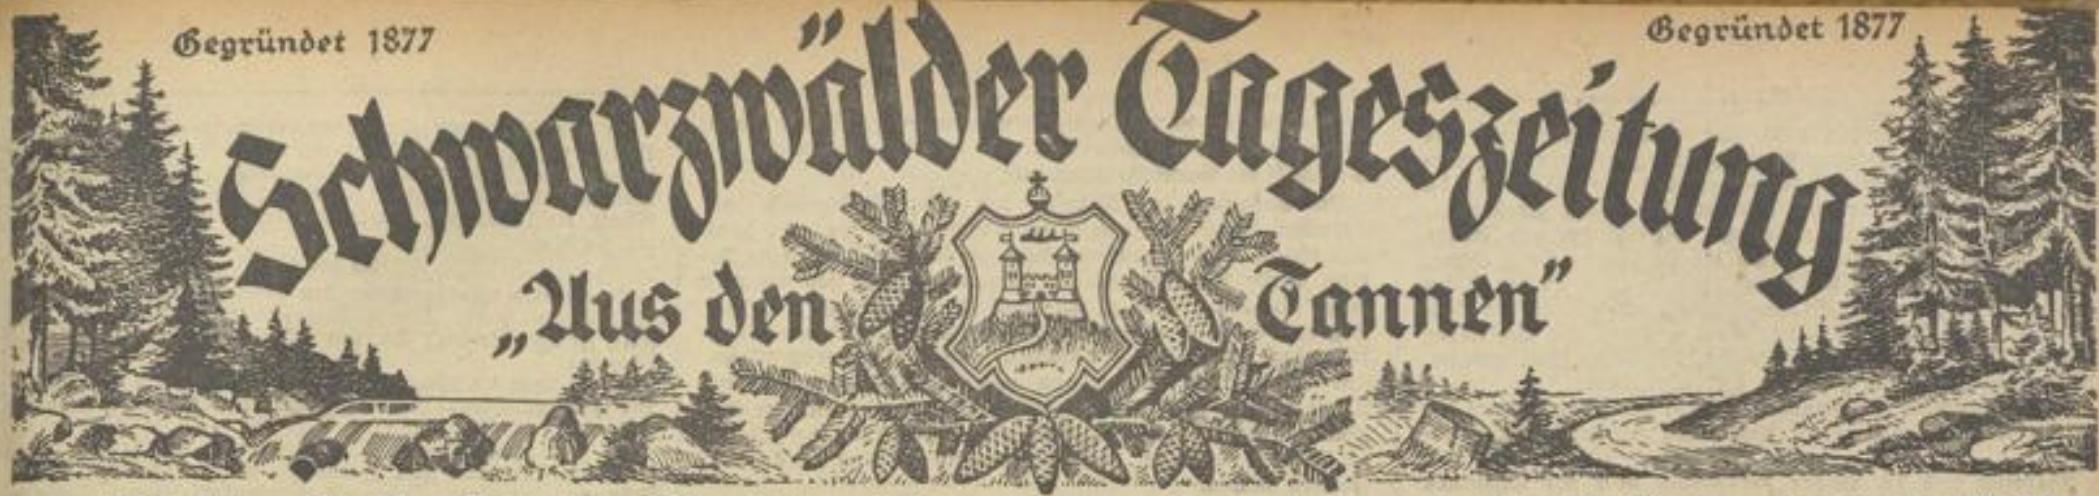 Gegründet 1877
Gegründet 1877
Schwarzwälder Tageszeitung
„Aus den Tannen“